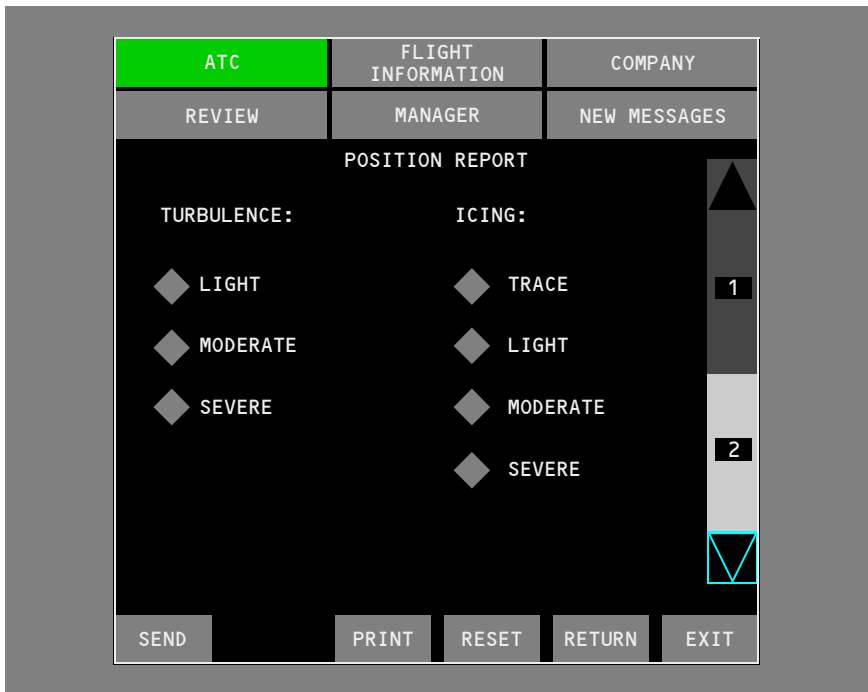 ATC
FLIGHT
INFORMATION
COMPANY
REVIEW
MANAGER
NEW MESSAGES
POSITION REPORT
TURBULENCE:
ICING:
LIGHT
TRACE
1
MODERATE
LIGHT
SEVERE
MODERATE
2
SEVERE
SEND
PRINT
RESET
RETURN
EXIT